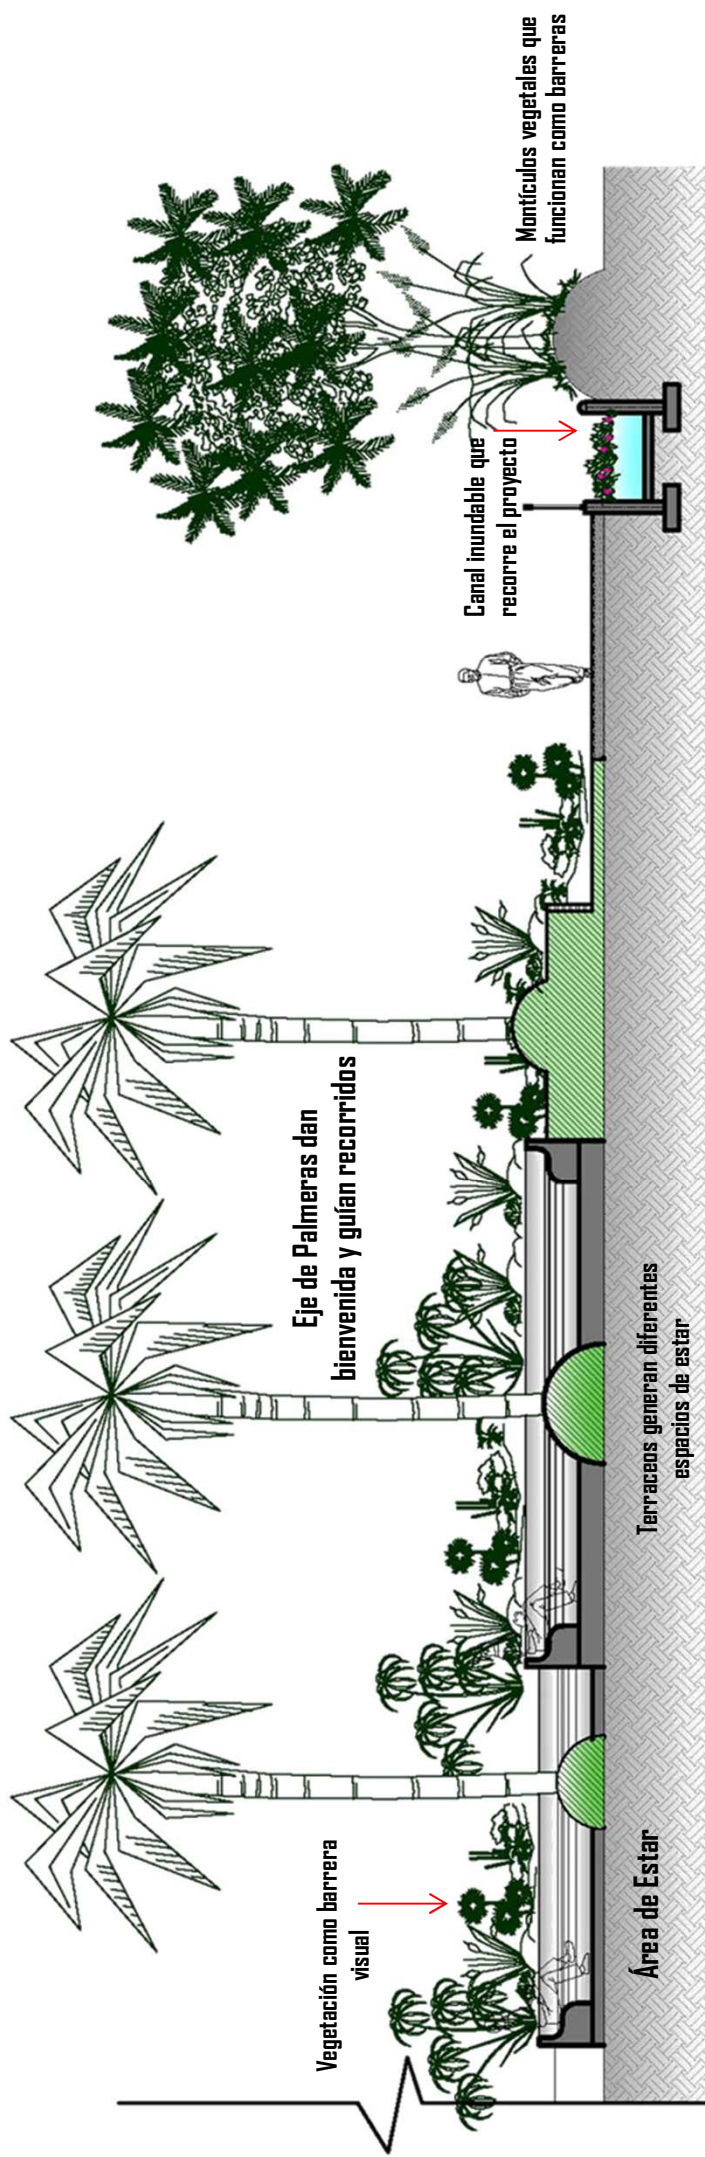 Vegetación como barrera
visual
Área de Estar
Eje de Palmeras dan
bienvenida y guían recorridos
Terraceos generan diferentes
espacios de estar
Canal inundable que
recorre el proyecto
Montículos vegetales que
funcionan como barreras